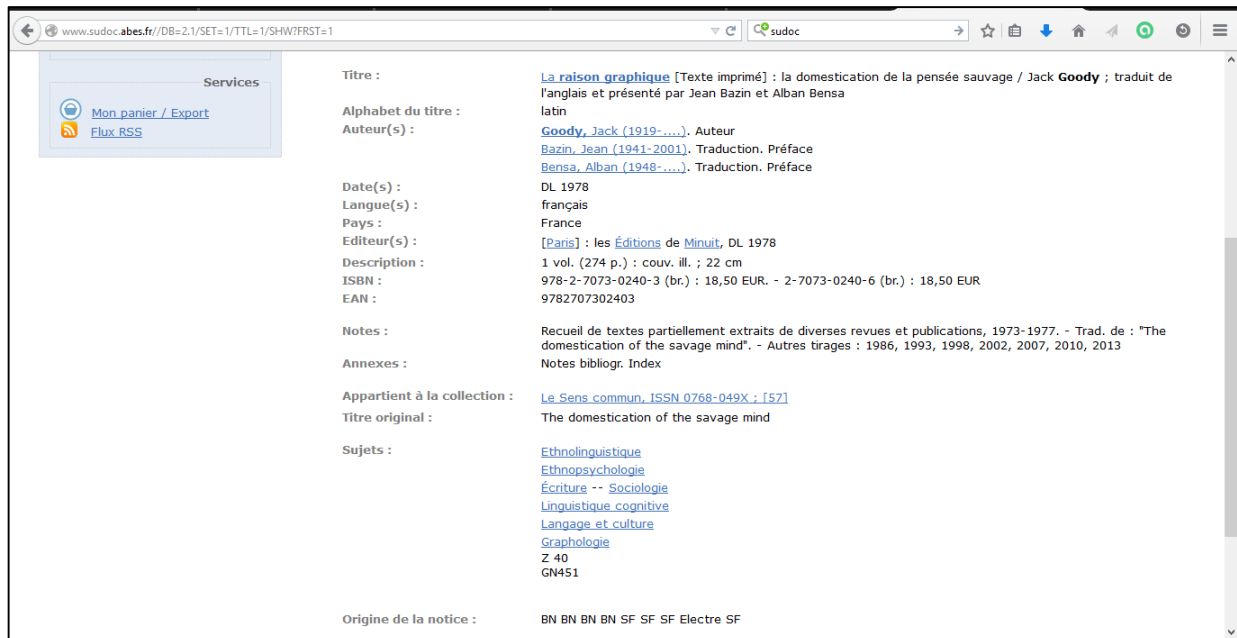 www.sudoc.abes.fr//DB=2.1/SET=1/TTL=1/SHW?FRST=1
sudoc
Services
Mon panier / Export
Flux RSS
Titre : La raison graphique [Texte imprimé] : la domestication de la pensée sauvage / Jack Goody ; traduit de
l'anglais et présenté par Jean Bazin et Alban Bensa
Alphabet du titre : latin
Auteur(s) : Goody, Jack (1919-....). Auteur
Bazin, Jean (1941-2001). Traduction. Préface
Bensa, Alban (1948-....). Traduction. Préface
Date(s) : DL 1978
Langue(s) : français
Pays : France
Editeur(s) : [Paris] : les Éditions de Minuit, DL 1978
Description : 1 vol. (274 p.) : couv. ill. ; 22 cm
ISBN : 978-2-7073-0240-3 (br.) : 18,50 EUR. - 2-7073-0240-6 (br.) : 18,50 EUR
EAN : 9782707302403
Notes : Recueil de textes partiellement extraits de diverses revues et publications, 1973-1977. - Trad. de : "The
domestication of the savage mind". - Autres tirages : 1986, 1993, 1998, 2002, 2007, 2010, 2013
Annexes : Notes bibliogr. Index
Appartient à la collection : Le Sens commun, ISSN 0768-049X ; [57]
Titre original : The domestication of the savage mind
Sujets : Ethnolinguistique
Ethnopsychologie
Écriture -- Sociologie
Linguistique cognitive
Langage et culture
Graphologie
Z 40
GN451
Origine de la notice : BN BN BN BN SF SF SF Electre SF